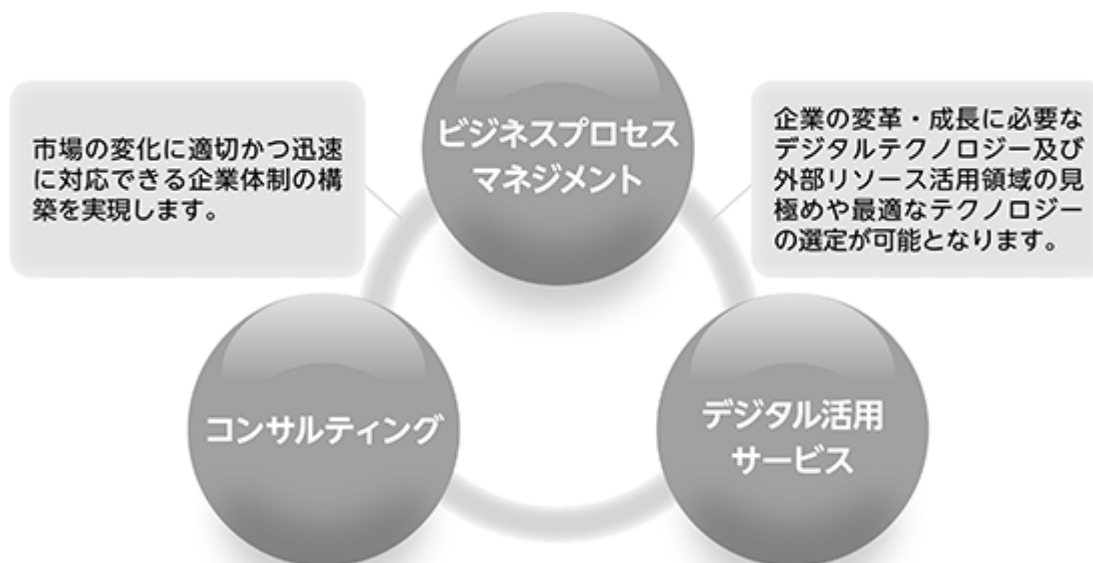 ビジネスプロセス
マネジメント
市場の変化に適切かつ迅速
に対応できる企業体制の構
築を実現します。
企業の変革・成長に必要な
デジタルテクノロジー及び
外部リソース活用領域の見
極めや最適なテクノロジー
の選定が可能となります。
コンサルティング
デジタル活用
サービス